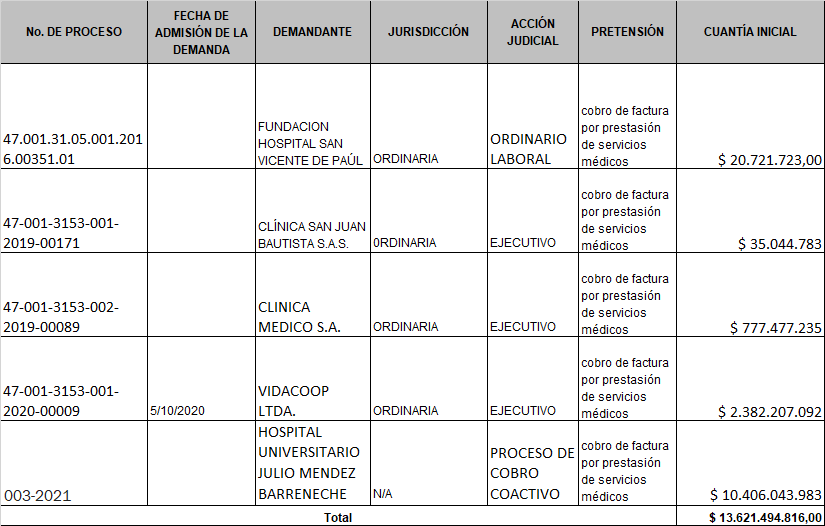 No. DE PROCESO
FECHA DE
ADMISIÓN DE LA
DEMANDA
DEMANDANTE
JURISDICCIÓN
ACCIÓN
JUDICIAL
PRETENSIÓN
CUANTÍA INICIAL
47.001.31.05.001.201
6.00351.01
FUNDACION
HOSPITAL SAN
VICENTE DE PAÚL
ORDINARIA
ORDINARIO
LABORAL
cobro de factura
por prestasión
de servicios
médicos
$ 20.721.723,00
47-001-3153-001-
2019-00171
CLÍNICA SAN JUAN
BAUTISTA S.A.S.
0RDINARIA
EJECUTIVO
cobro de factura
por prestasión
de servicios
médicos
$ 35.044.783
47-001-3153-002-
2019-00089
CLINICA
MEDICO S.A.
ORDINARIA
EJECUTIVO
cobro de factura
por prestasión
de servicios
médicos
$ 777.477.235
47-001-3153-001-
2020-00009
5/10/2020
VIDACOOP
LTDA.
ORDINARIA
EJECUTIVO
cobro de factura
por prestasión
de servicios
médicos
$ 2.382.207.092
003-2021
HOSPITAL
UNIVERSITARIO
JULIO MENDEZ
BARRENECHE
N/A
PROCESO DE
COBRO
COACTIVO
cobro de factura
por prestasión
de servicios
médicos
$ 10.406.043.983
Total
$ 13.621.494.816,00